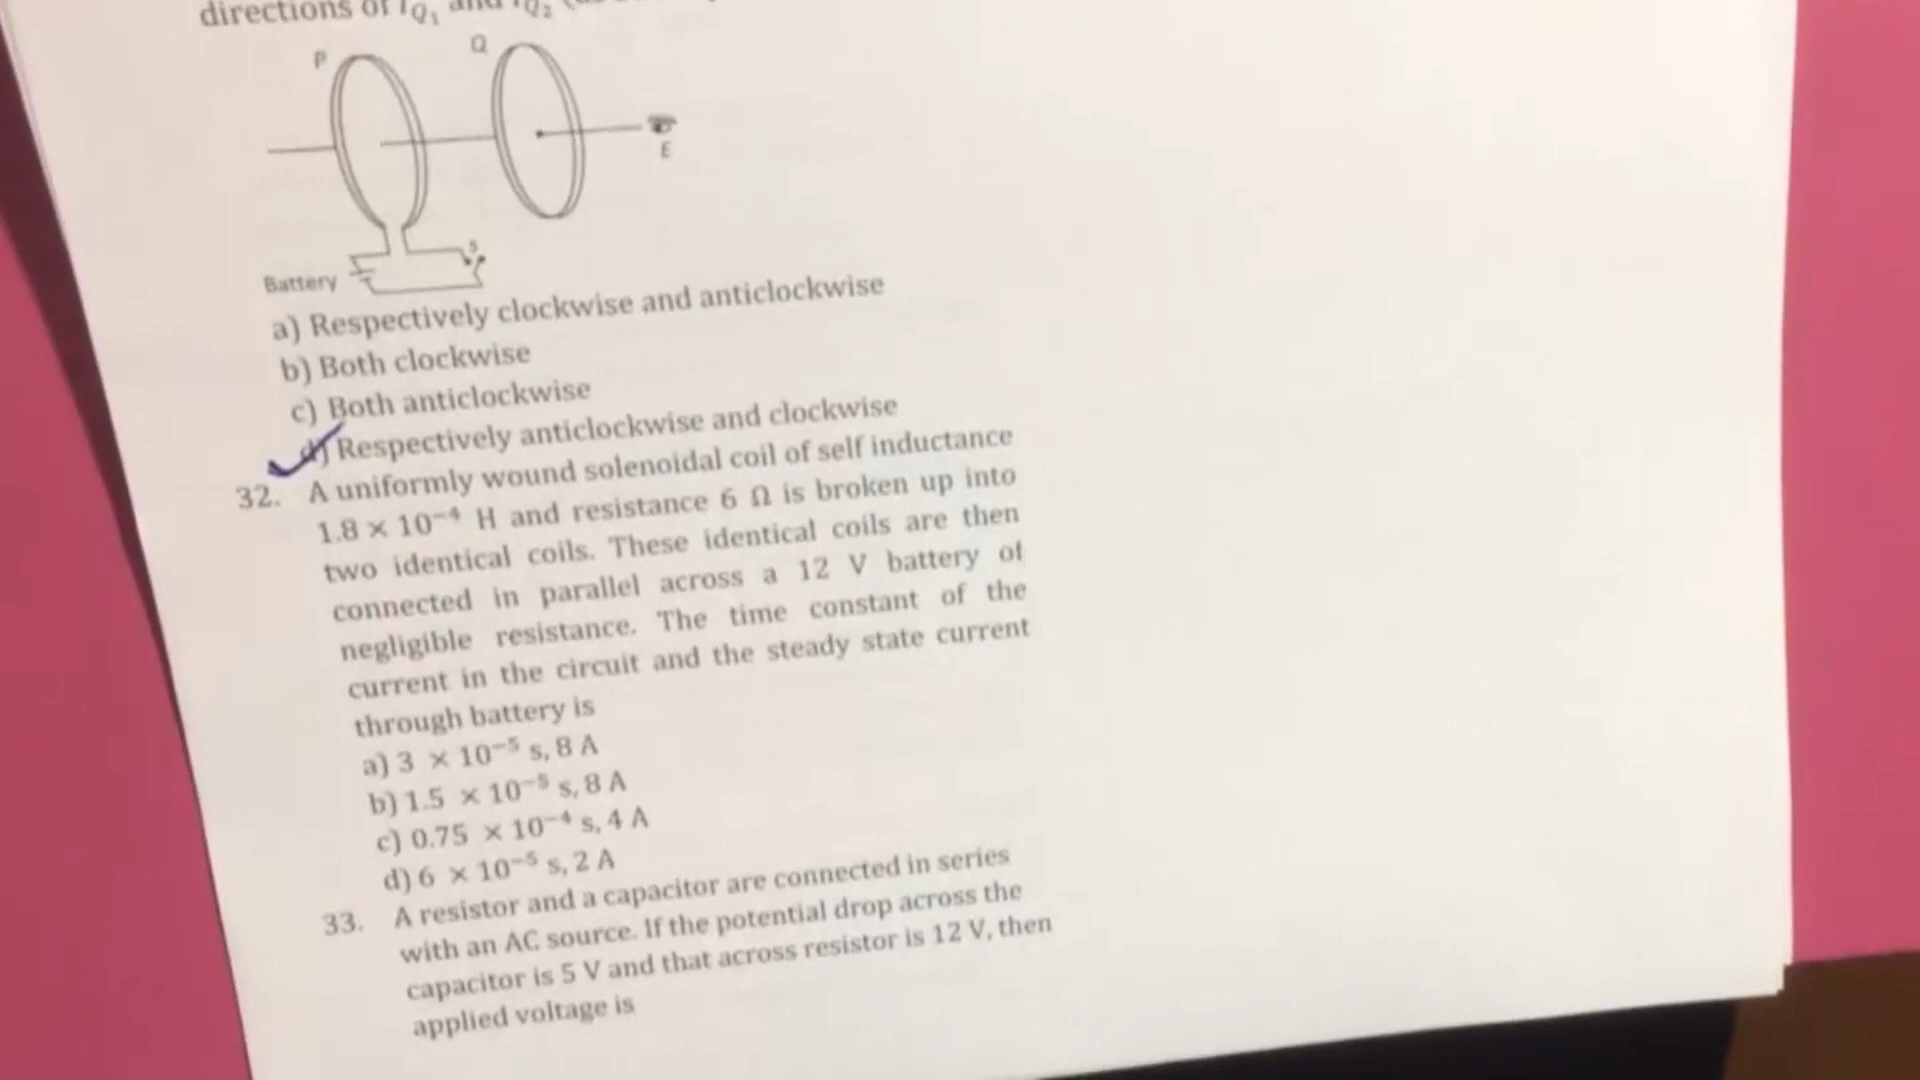 directions of I_Q₁ and I_Q₂
P
Q
E
S
Battery
a) Respectively clockwise and anticlockwise
b) Both clockwise
c) Both anticlockwise
d) Respectively anticlockwise and clockwise
32. A uniformly wound solenoidal coil of self inductance
1.8 × 10⁻⁴ H and resistance 6 Ω is broken up into
two identical coils. These identical coils are then
connected in parallel across a 12 V battery of
negligible resistance. The time constant of the
current in the circuit and the steady state current
through battery is
a) 3 × 10⁻⁵ s, 8 A
b) 1.5 × 10⁻⁵ s, 8 A
c) 0.75 × 10⁻⁴ s, 4 A
d) 6 × 10⁻⁵ s, 2 A
33. A resistor and a capacitor are connected in series
with an AC source. If the potential drop across the
capacitor is 5 V and that across resistor is 12 V, then
applied voltage is